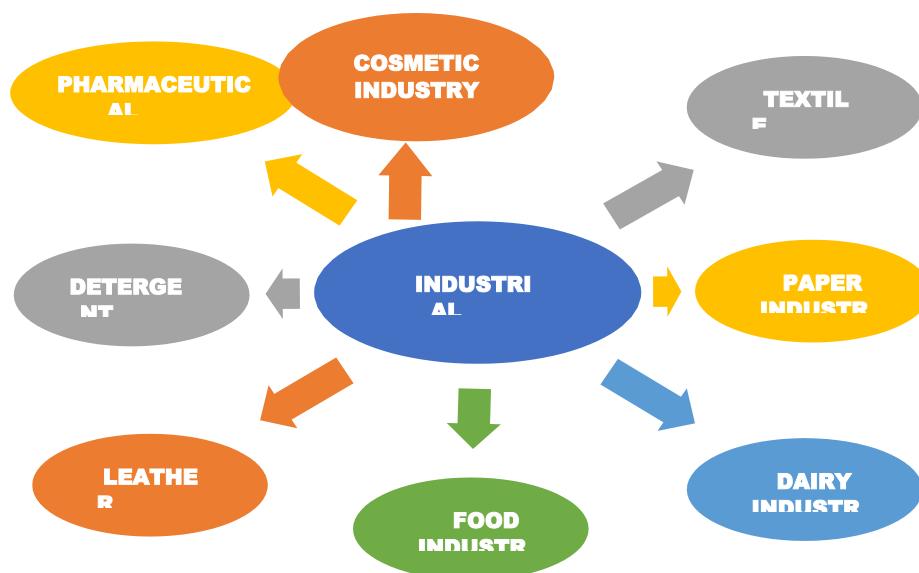 COSMETIC
INDUSTRY
PHARMACEUTIC
AL
TEXTIL
E
DETERGE
NT
INDUSTRI
AL
PAPER
INDUSTR
LEATHE
R
FOOD
INDUSTR
DAIRY
INDUSTR